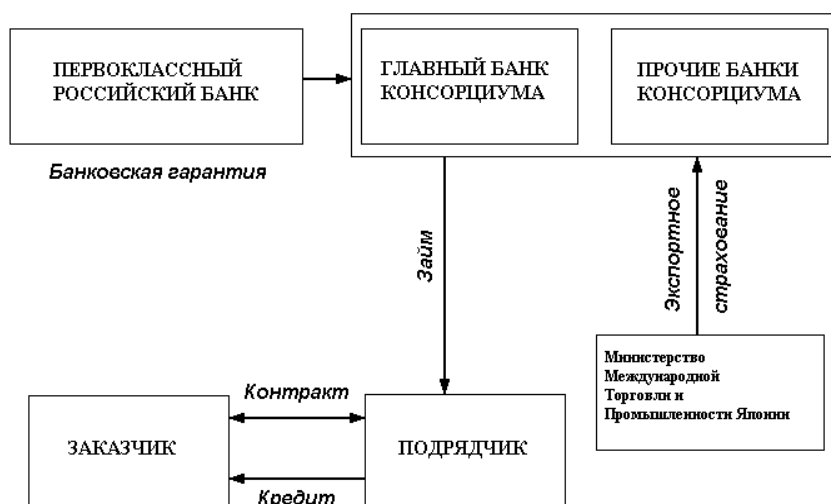 ПЕРВОКЛАССНЫЙ
РОССИЙСКИЙ БАНК
ГЛАВНЫЙ БАНК
КОНСОРЦИУМА
ПРОЧИЕ БАНКИ
КОНСОРЦИУМА
Банковская гарантия
Займ
Экспортное
страхование
Министерство
Международной
Торговли и
Промышленности Японии
Контракт
ЗАКАЗЧИК
ПОДРЯДЧИК
Кредит